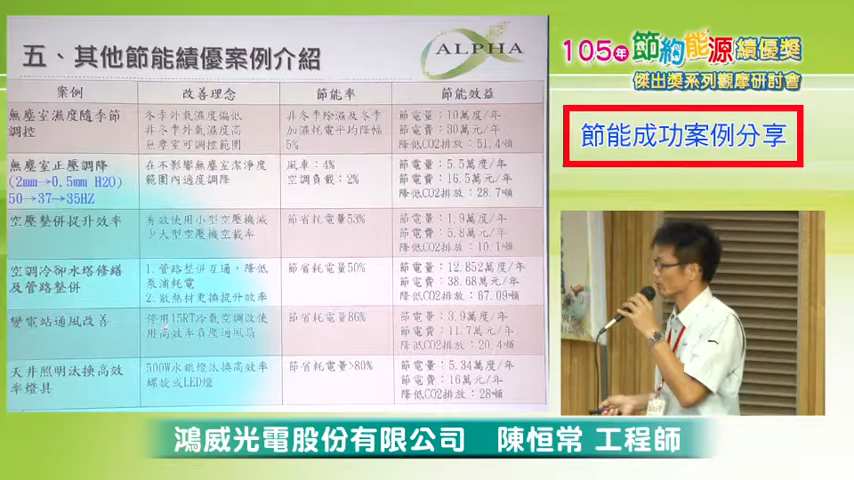 五、其他節能績優案例介紹
ALPHA
105年 節約能源績優獎
傑出獎系列觀摩研討會
節能成功案例分享
案例 改善理念 節能率 節能效益
無塵室濕度隨季節調控
冬季外氣濕度偏低
非冬季外氣濕度高
無塵室可調控範圍
非冬季除濕及冬季
加濕耗電平均降幅
5%
節電量：10萬度/年
節電費：30萬元/年
降低CO2排放：51.4頓
無塵室正壓調降
(2mm→0.5mm H2O)
50→37→35HZ
在不影響無塵室潔淨度
範圍內適度調降
風車：4%
空調負載：2%
節電量：5.5萬度/年
節電費：16.5萬元/年
降低CO2排放：28.7頓
空壓整併提升效率
有效使用小型空壓機減
少大型空壓機空載率
節省耗電量53%
節電量：1.9萬度/年
節電費：5.8萬元/年
降低CO2排放：10.1頓
空調冷卻水塔修繕
及管路整併
1.管路整併互通，降低
泵浦耗電
2.散熱材更換提升效率
節省耗電量50%
節電量：12.852萬度/年
節電費：38.68萬元/年
降低CO2排放：67.09頓
變電站通風改善
停用15RT冷氣空調改使
用高效率負壓通風扇
節省耗電量86%
節電量：3.9萬度/年
節電費：11.7萬元/年
降低CO2排放：20.4頓
天井照明汰換高效
率燈具
500W水銀燈汰換高效率
螺旋或LED燈
節省耗電量>80%
節電量：5.34萬度/年
節電費：16萬元/年
降低CO2排放：28頓
鴻威光電股份有限公司 陳恒常 工程師